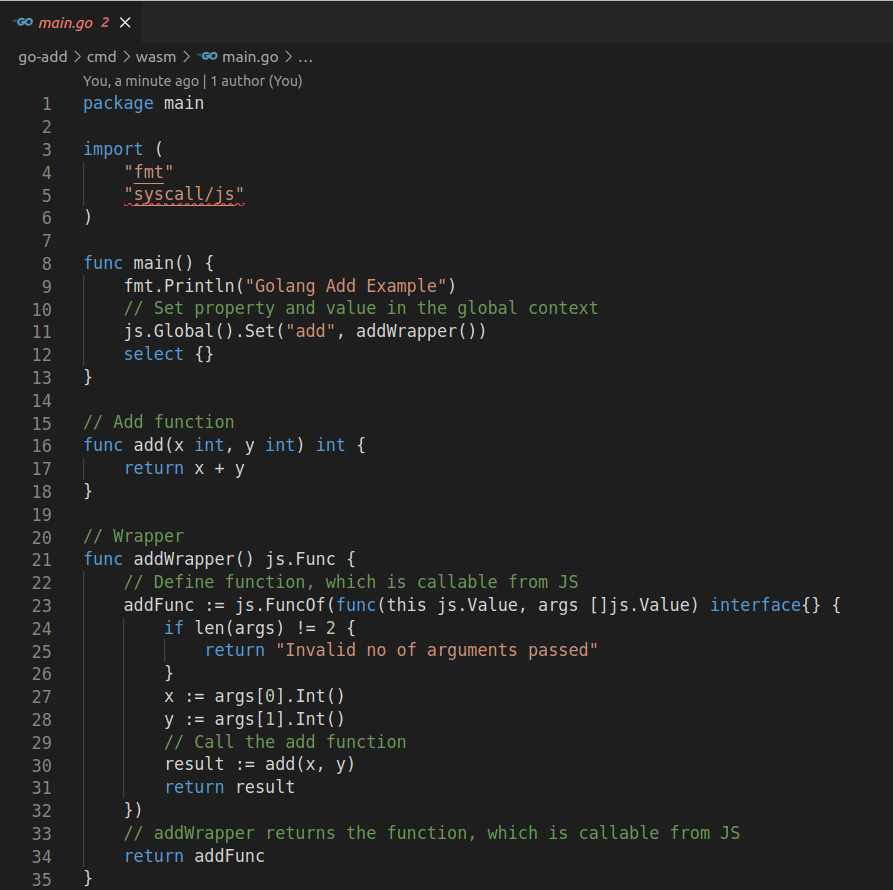 GO main.go 2 ×
go-add > cmd > wasm > GO main.go > ...
You, a minute ago | 1 author (You)
1 package main
2
3 import (
4     "fmt"
5     "syscall/js"
6 )
7
8 func main() {
9     fmt.Println("Golang Add Example")
10     // Set property and value in the global context
11     js.Global().Set("add", addWrapper())
12     select {}
13 }
14
15 // Add function
16 func add(x int, y int) int {
17     return x + y
18 }
19
20 // Wrapper
21 func addWrapper() js.Func {
22     // Define function, which is callable from JS
23     addFunc := js.FuncOf(func(this js.Value, args []js.Value) interface{} {
24         if len(args) != 2 {
25             return "Invalid no of arguments passed"
26         }
27         x := args[0].Int()
28         y := args[1].Int()
29         // Call the add function
30         result := add(x, y)
31         return result
32     })
33     // addWrapper returns the function, which is callable from JS
34     return addFunc
35 }